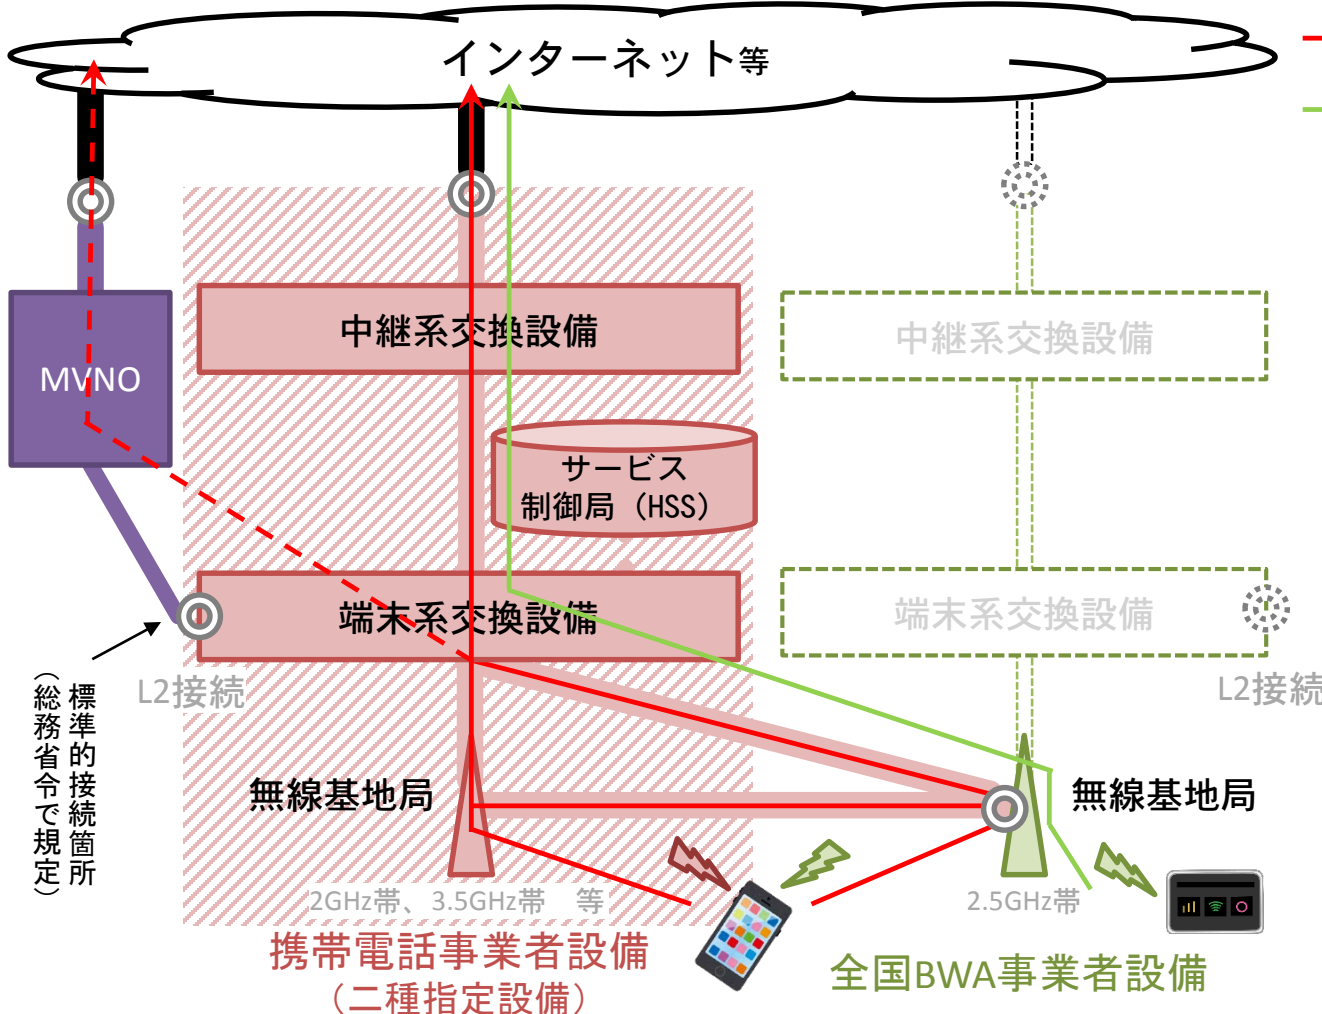 インターネット等
中継系交換設備
中継系交換設備
MVNO
サービス
制御局（HSS）
端末系交換設備
端末系交換設備
L2接続
L2接続
標準的接続箇所
（総務省令で規定）
無線基地局
無線基地局
2GHz帯、3.5GHz帯　等
2.5GHz帯
携帯電話事業者設備
（二種指定設備）
全国BWA事業者設備